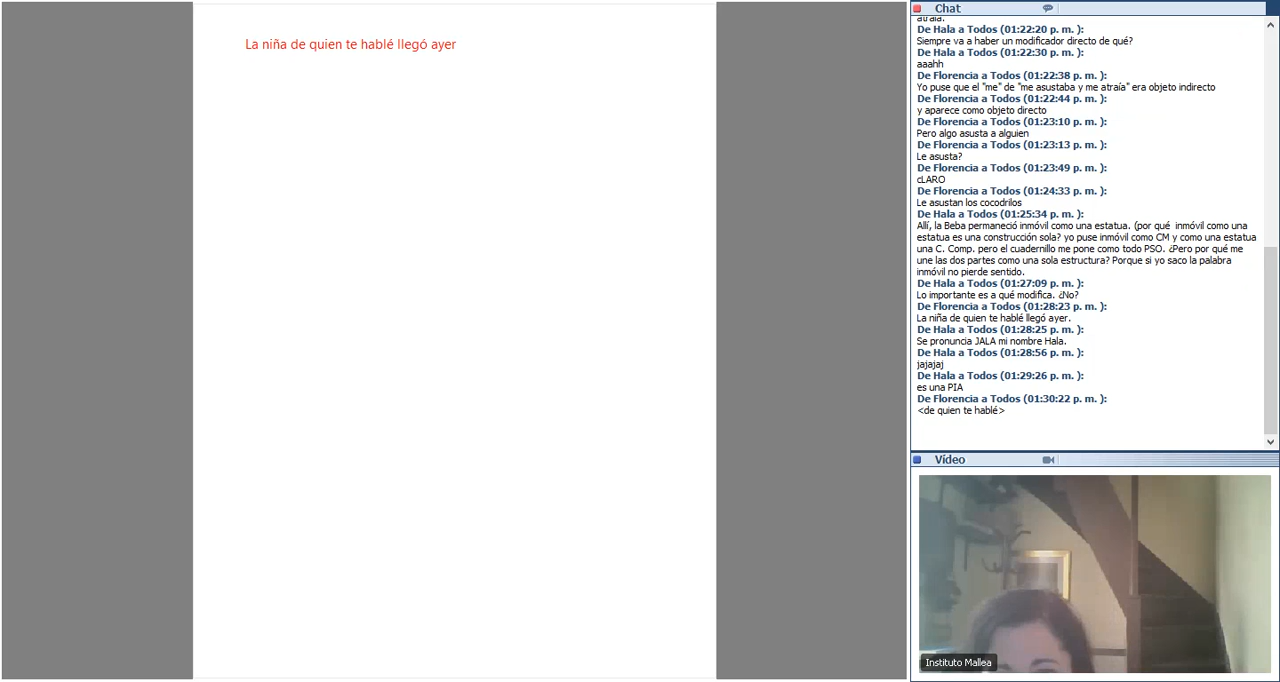 La niña de quien te hablé llegó ayer
Chat
atraía.
De Hala a Todos (01:22:20 p. m. ):
Siempre va a haber un modificador directo de qué?
De Hala a Todos (01:22:30 p. m. ):
aaahh
De Florencia a Todos (01:22:38 p. m. ):
Yo puse que el "me" de "me asustaba y me atraía" era objeto indirecto
De Florencia a Todos (01:22:44 p. m. ):
y aparece como objeto directo
De Florencia a Todos (01:23:10 p. m. ):
Pero algo asusta a alguien
De Florencia a Todos (01:23:13 p. m. ):
Le asusta?
De Florencia a Todos (01:23:49 p. m. ):
cLARO
De Florencia a Todos (01:24:33 p. m. ):
Le asustan los cocodrilos
De Hala a Todos (01:25:34 p. m. ):
Allí, la Beba permaneció inmóvil como una estatua. (por qué inmóvil como una
estatua es una construcción sola? yo puse inmóvil como CM y como una estatua
una C. Comp. pero el cuadernillo me pone como todo PSO. ¿Pero por qué me
une las dos partes como una sola estructura? Porque si yo saco la palabra
inmóvil no pierde sentido.
De Hala a Todos (01:27:09 p. m. ):
Lo importante es a qué modifica. ¿No?
De Florencia a Todos (01:28:23 p. m. ):
La niña de quien te hablé llegó ayer.
De Hala a Todos (01:28:25 p. m. ):
Se pronuncia JALA mi nombre Hala.
De Hala a Todos (01:28:56 p. m. ):
jajajaj
De Hala a Todos (01:29:26 p. m. ):
es una PIA
De Florencia a Todos (01:30:22 p. m. ):
<de quien te hablé>
Vídeo
Instituto Mallea